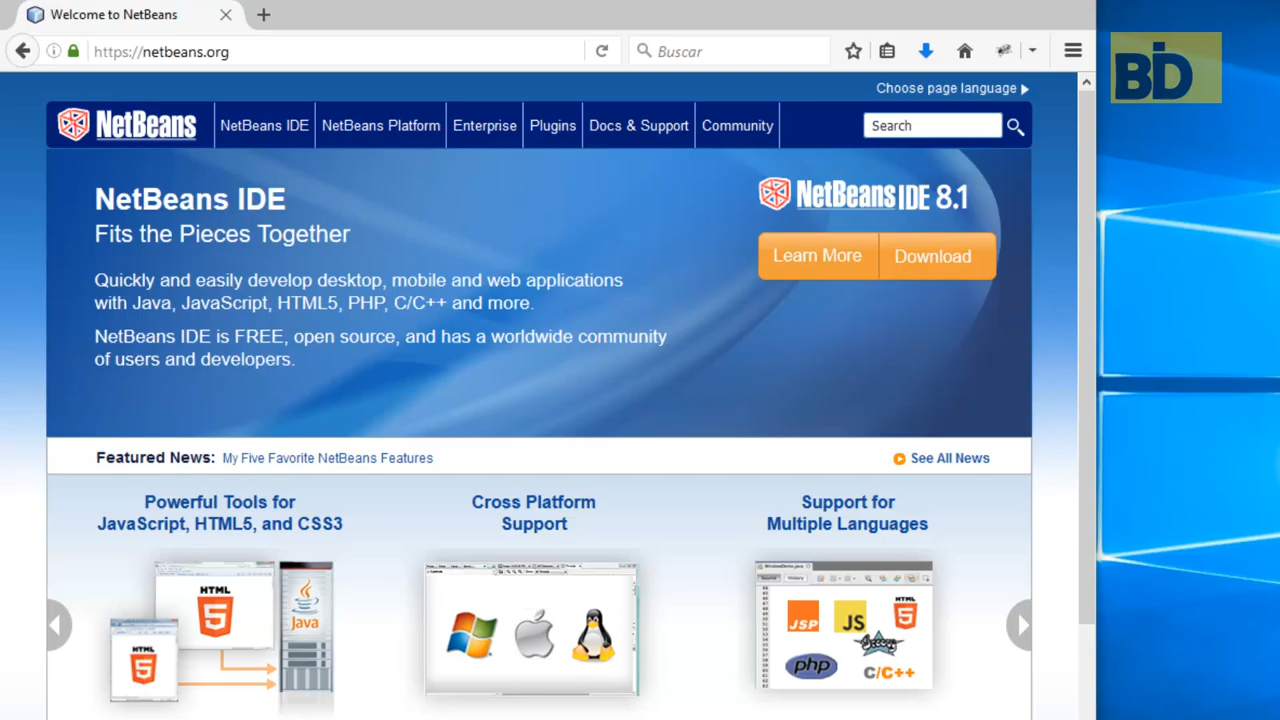 Welcome to NetBeans
https://netbeans.org
Buscar
BID
Choose page language
NetBeans
NetBeans IDE
NetBeans Platform
Enterprise
Plugins
Docs & Support
Community
Search
NetBeans IDE
Fits the Pieces Together
Quickly and easily develop desktop, mobile and web applications
with Java, JavaScript, HTML5, PHP, C/C++ and more.
NetBeans IDE is FREE, open source, and has a worldwide community
of users and developers.
NetBeans IDE 8.1
Learn More
Download
Featured News: My Five Favorite NetBeans Features
See All News
Powerful Tools for
JavaScript, HTML5, and CSS3
Cross Platform
Support
Support for
Multiple Languages
HTML
5
Java
HTML
5
Source
History
JSP
JS
HTML
5
Groovy
php
C/C++